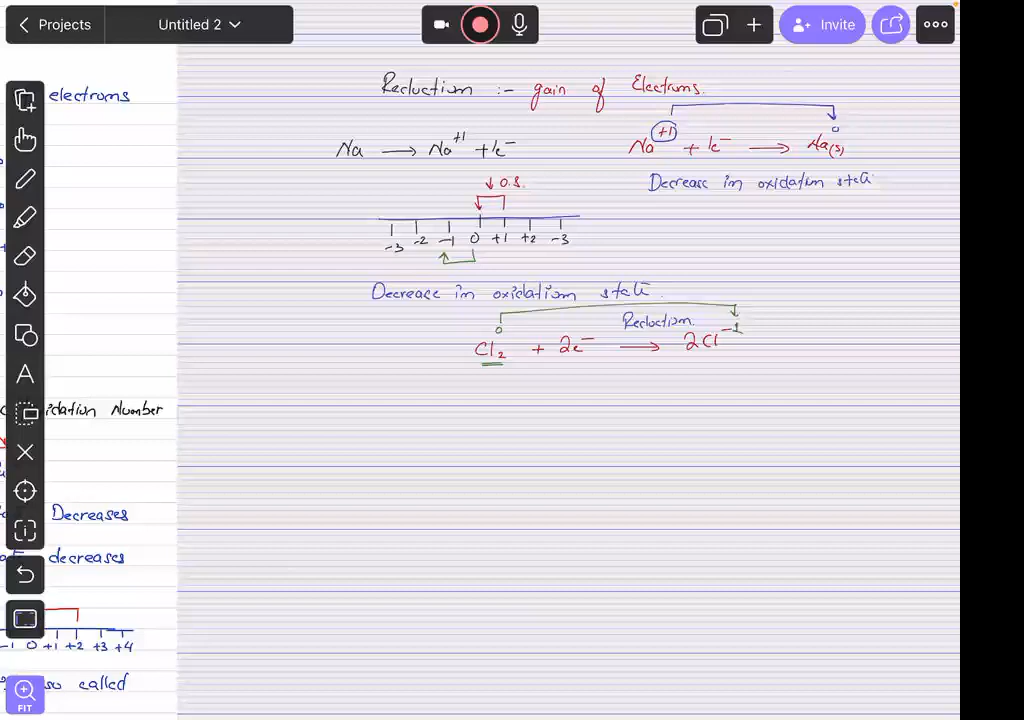 Projects
Untitled 2
Invite
electrons
Reduction :- gain of Electrons.
Na → Na+1 + 1e−
Na +1 + 1e− → Na(s) 0
↓ O.S.
Decrease in oxidation state
-3 -2 -1 0 +1 +2 -3
Decrease in oxidation state.
Reduction.
0 -1
Cl2 + 2e− → 2Cl
idation Number
Decreases
decreases
-1 0 +1 +2 +3 +4
so called
FIT